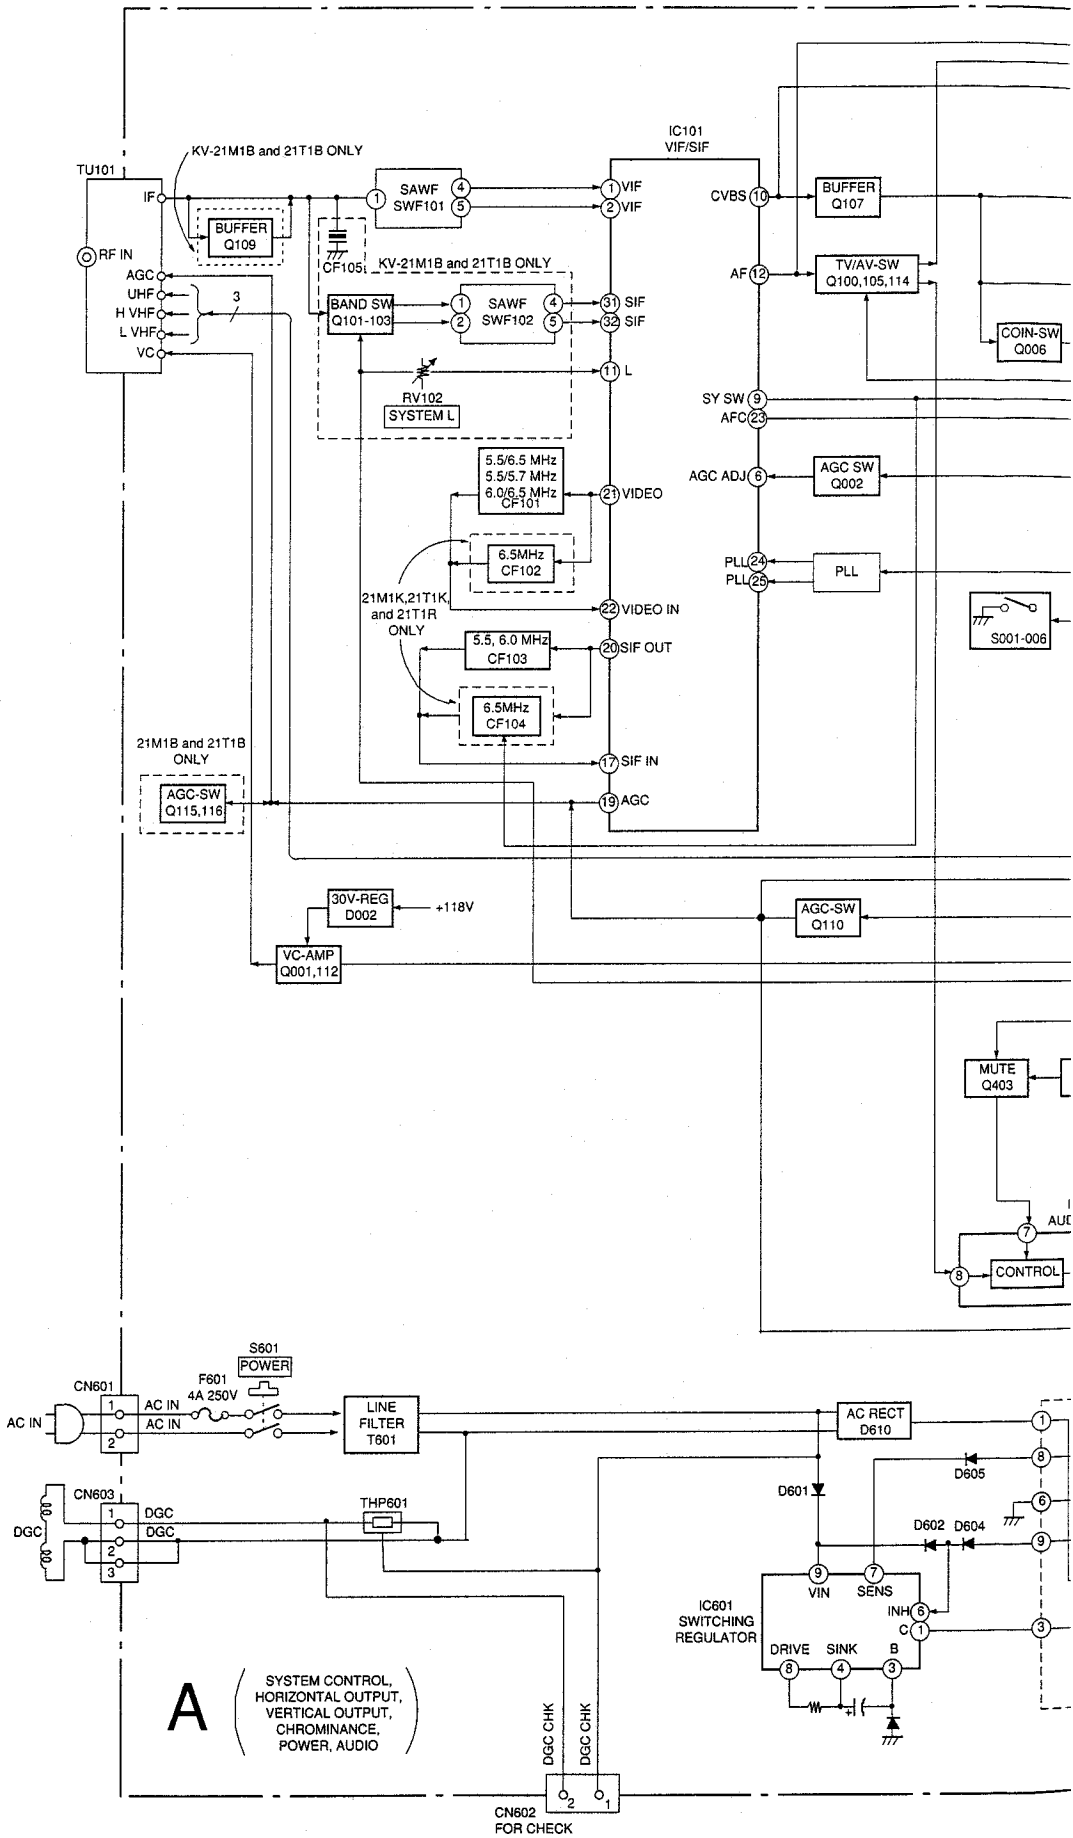 IC101
VIF/SIF
KV-21M1B and 21T1B ONLY
TU101
IF
RF IN
AGC
UHF
H VHF
L VHF
VC
3
BUFFER
Q109
1
SAWF
SWF101
4
5
1 VIF
2 VIF
CVBS 10
BUFFER
Q107
CF105
KV-21M1B and 21T1B ONLY
BAND SW
Q101-103
1
2
SAWF
SWF102
4
5
31 SIF
32 SIF
AF 12
TV/AV-SW
Q100,105,114
COIN-SW
Q006
RV102
SYSTEM L
11 L
SY SW 9
AFC 23
5.5/6.5 MHz
5.5/5.7 MHz
6.0/6.5 MHz
CF101
21 VIDEO
AGC ADJ 6
AGC SW
Q002
6.5MHz
CF102
PLL 24
PLL 25
PLL
21M1K,21T1K,
and 21T1R
ONLY
22 VIDEO IN
S001-006
5.5, 6.0 MHz
CF103
20 SIF OUT
6.5MHz
CF104
17 SIF IN
21M1B and 21T1B
ONLY
AGC-SW
Q115,116
19 AGC
30V-REG
D002
+118V
AGC-SW
Q110
VC-AMP
Q001,112
MUTE
Q403
AUD
7
8
CONTROL
S601
POWER
F601
4A 250V
CN601
AC IN
1
2
AC IN
AC IN
LINE
FILTER
T601
AC RECT
D610
1
8
6
9
3
D605
D601
D602
D604
CN603
DGC
1
2
3
DGC
DGC
THP601
9
VIN
7
SENS
IC601
SWITCHING
REGULATOR
INH 6
C 1
DRIVE
8
SINK
4
B
3
+
A
SYSTEM CONTROL,
HORIZONTAL OUTPUT,
VERTICAL OUTPUT,
CHROMINANCE,
POWER, AUDIO
DGC CHK
DGC CHK
2
1
CN602
FOR CHECK